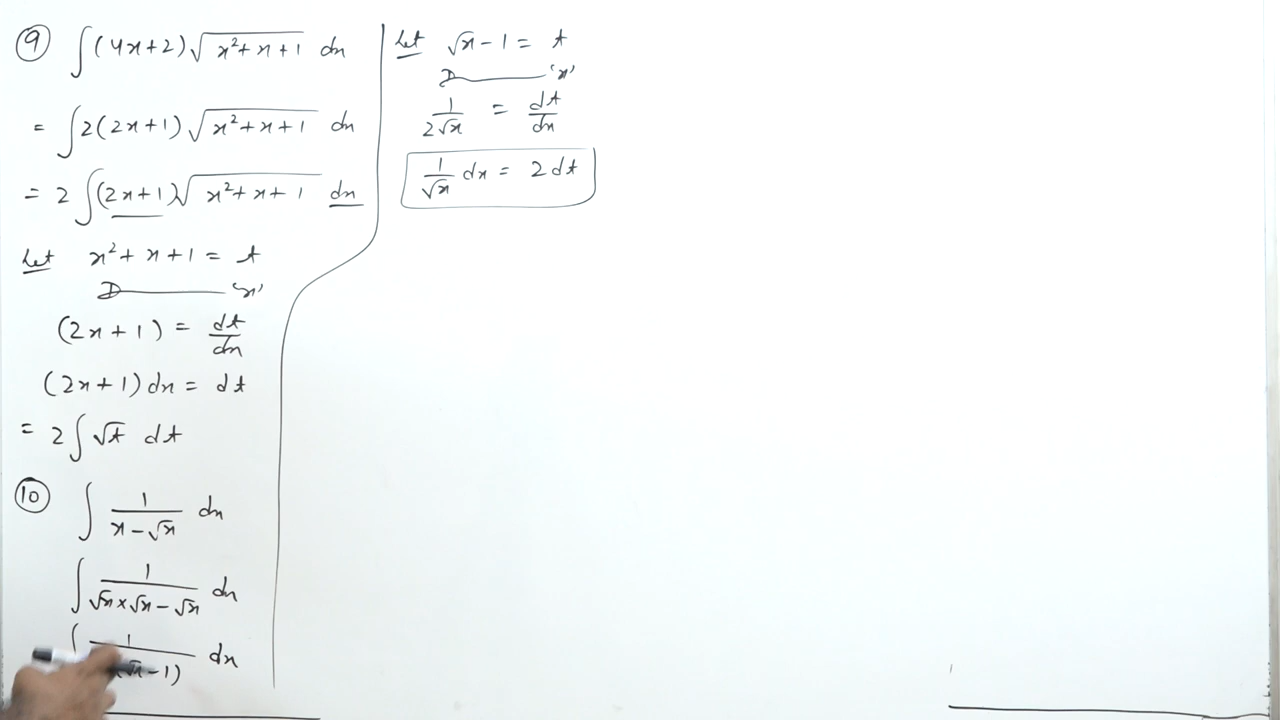 ⑨ ∫(4x+2)√(x²+x+1) dx
= ∫2(2x+1)√(x²+x+1) dx
= 2∫(2x+1)√(x²+x+1) dx
Let x²+x+1 = t
D 'x'
(2x+1) = dt/dx
(2x+1)dx = dt
= 2∫√t dt
⑩ ∫ 1/(x-√x) dx
∫ 1/(√x×√x-√x) dx
∫ 1/(√x-1) dx
Let √x-1 = t
D 'x'
1/(2√x) = dt/dx
1/√x dx = 2dt